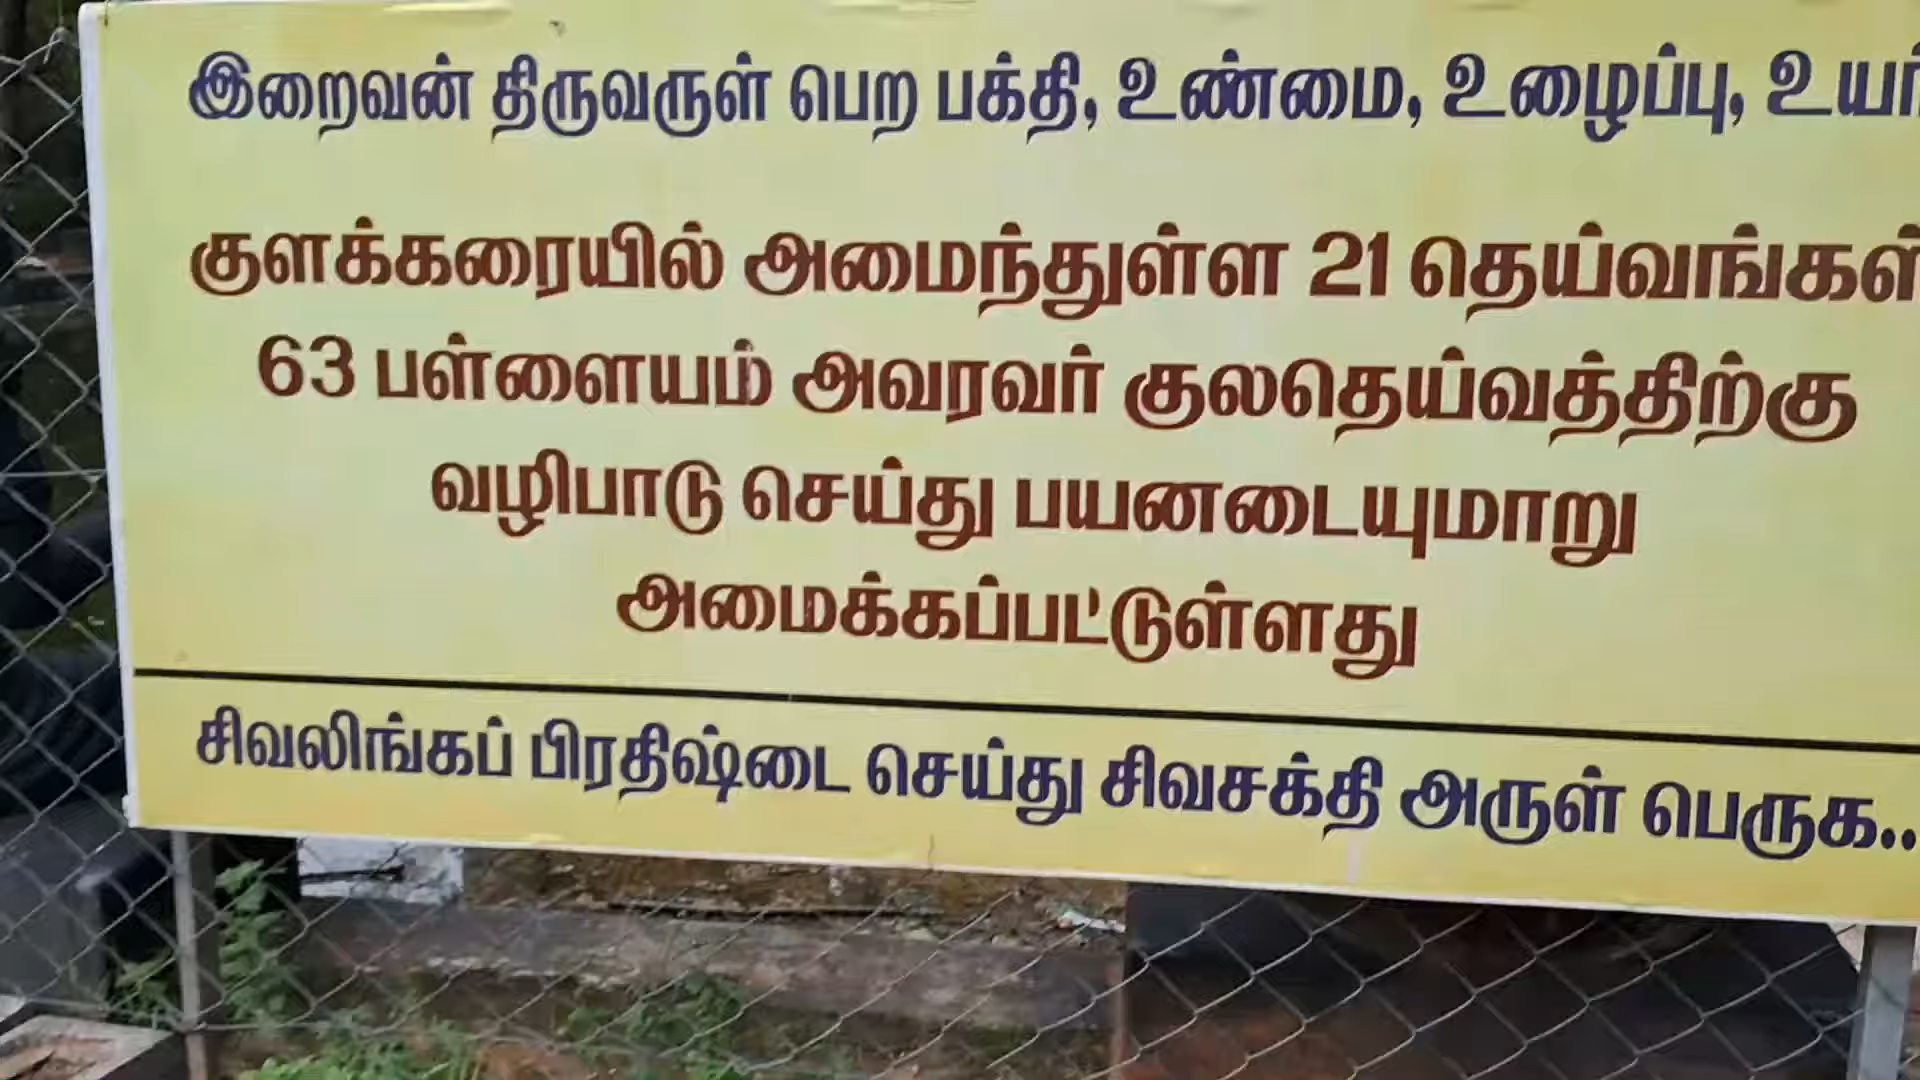 இறைவன் திருவருள் பெற பக்தி, உண்மை, உழைப்பு,
குளக்கரையில் அமைந்துள்ள 21 தெய்வங்கள்
63 பள்ளையம் அவரவர் குலதெய்வத்திற்கு
வழிபாடு செய்து பயனடையுமாறு
அமைக்கப்பட்டுள்ளது
சிவலிங்கப் பிரதிஷ்டை செய்து சிவசக்தி அருள் பெருக..